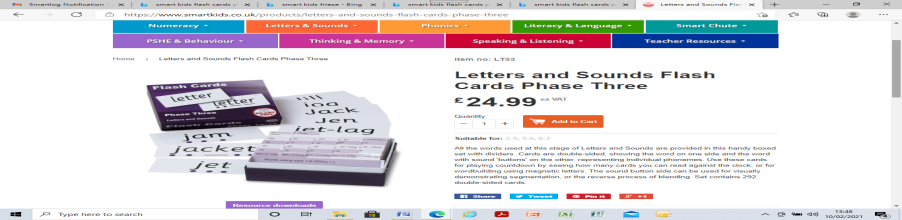 Smartlog Notification -
smart kids flash cards p
smart kids frieze - Bing
smart kids flash cards p
smart kids flash cards p
Letters and Sounds Fla
https://www.smartkids.co.uk/products/letters-and-sounds-flash-cards-phase-three
Numeracy
Letters & Sounds
Phonics
Literacy & Language
Smart Chute
PSHE & Behaviour
Thinking & Memory
Speaking & Listening
Teacher Resources
Home › Letters and Sounds Flash Cards Phase Three
Flash Cards
letter
letter
Phase Three
Letters and Sounds
jam
jacket
jet
Jack
Jen
jet-lag
Resource downloads
Item no: LT33
Letters and Sounds Flash
Cards Phase Three
£24.99 ex VAT
Quantity
— 1 +
Add to Cart
Suitable for:
All the words used at this stage of Letters and Sounds are provided in this handy boxed
set with dividers. Cards are double-sided, showing the word on one side and the word
with sound 'buttons' on the other, representing individual phonemes. Use these cards
for playing countdown by seeing how many cards you can read against the clock, or for
wordbuilding using magnetic letters. The sound button aids can be used for visually
demonstrating segmentation, or the reverse process of blending. Set contains 292
double-sided cards.
Share
Tweet
Pin it
+1
Type here to search
13:48
10/02/2021